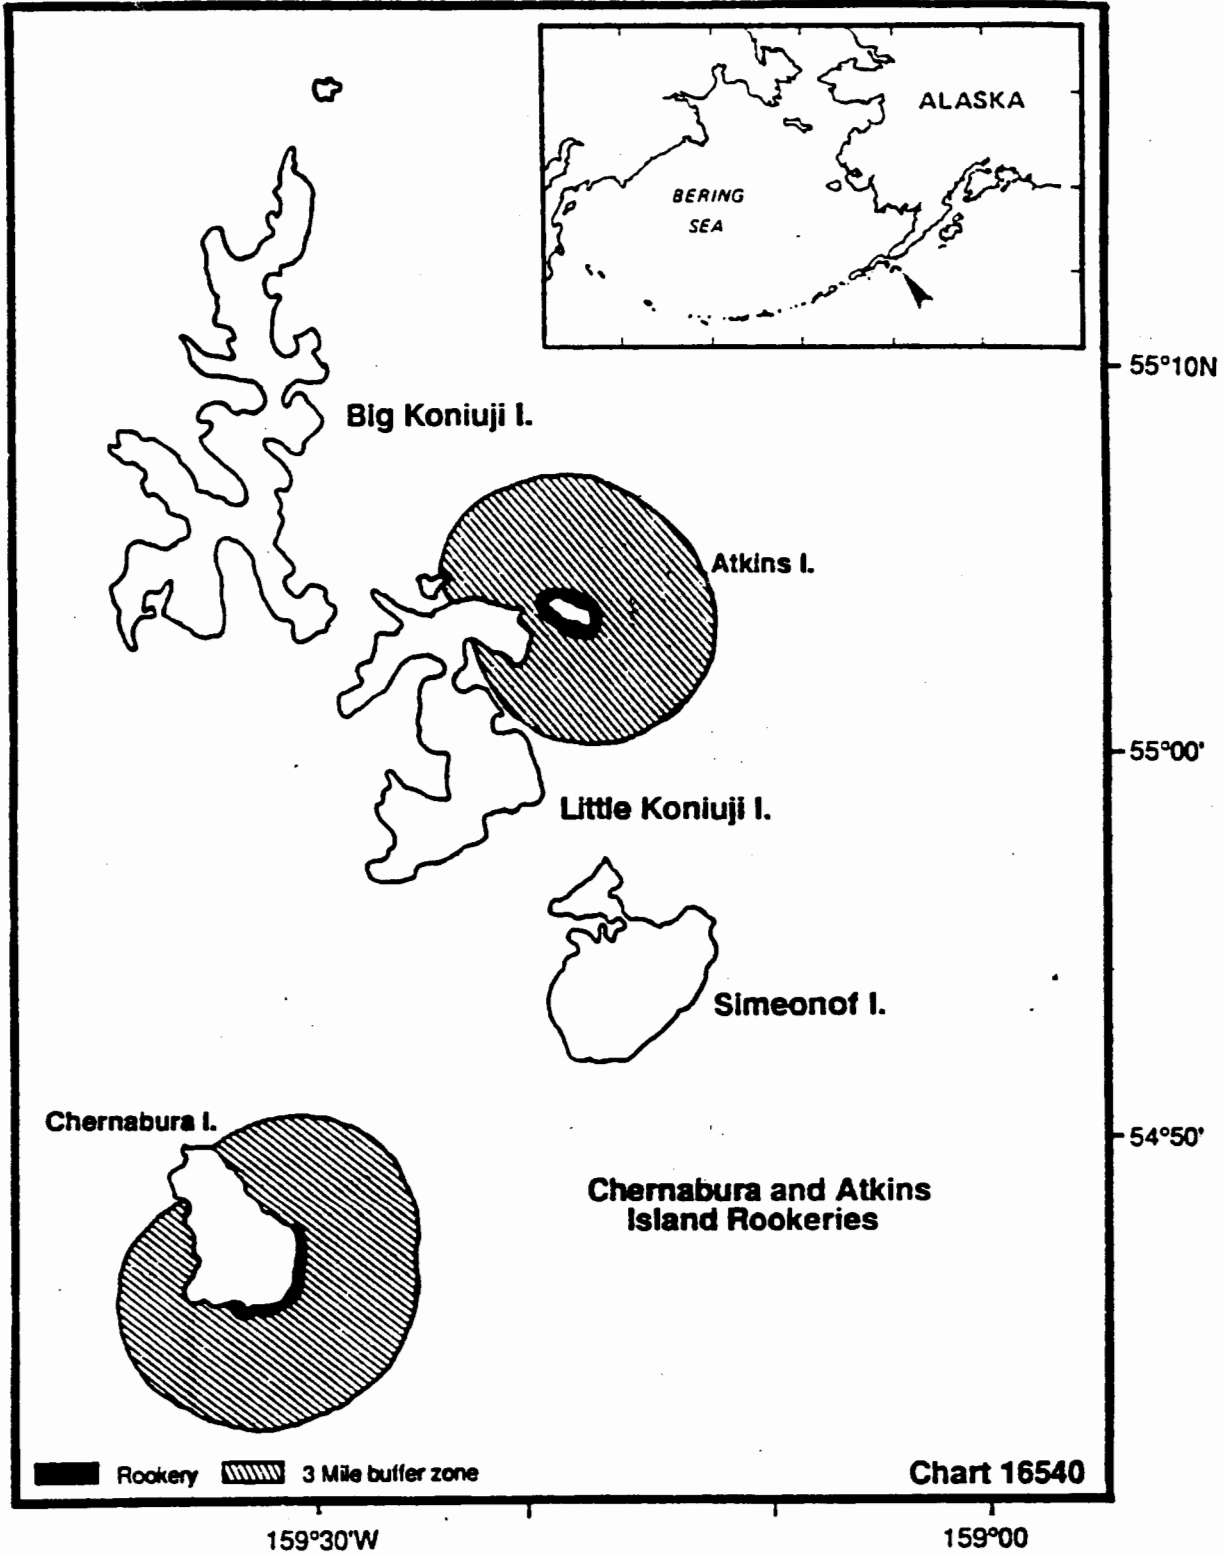 ALASKA
BERING
SEA
55°10N
Big Koniuji I.
Atkins I.
55°00'
Little Koniuji I.
Simeonof I.
Chernabura I.
54°50'
Chernabura and Atkins
Island Rookeries
Rookery
3 Mile buffer zone
Chart 16540
159°30'W
159°00